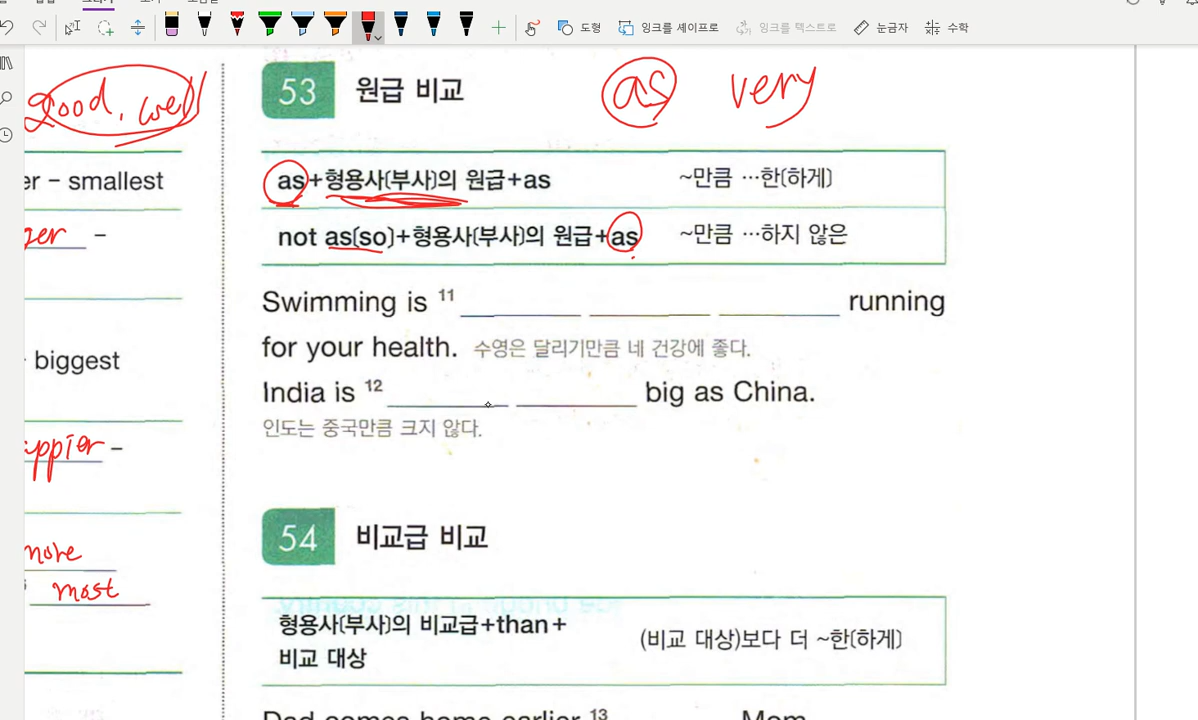 도형
잉크를 셰이프로
잉크를 텍스트로
눈금자
수학
good, well
er – smallest
ger –
biggest
ppier –
more
most
53 원급 비교
as very
as+형용사(부사)의 원급+as ~만큼 …한(하게)
not as(so)+형용사(부사)의 원급+as ~만큼 …하지 않은
Swimming is 11 running
for your health. 수영은 달리기만큼 네 건강에 좋다.
India is 12 big as China.
인도는 중국만큼 크지 않다.
54 비교급 비교
형용사(부사)의 비교급+than+
비교 대상
(비교 대상)보다 더 ~한(하게)
Dad comes home earlier 13 Mom